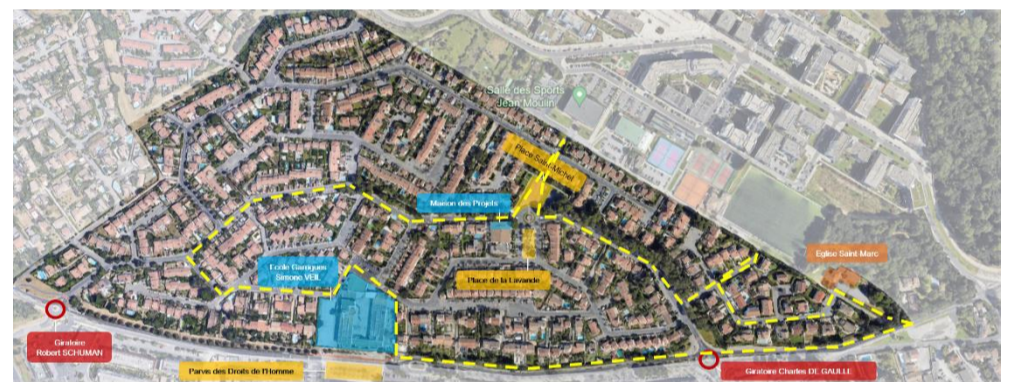 Salle des Sports
Jean Moulin
Place Saint-Michel
Maison des Projets
Eglise Saint-Marc
Ecole Garrigues
Simone VEIL
Place de la Lavande
Giratoire
Robert SCHUMAN
Parvis des Droits de l'Homme
Giratoire Charles DE GAULLE